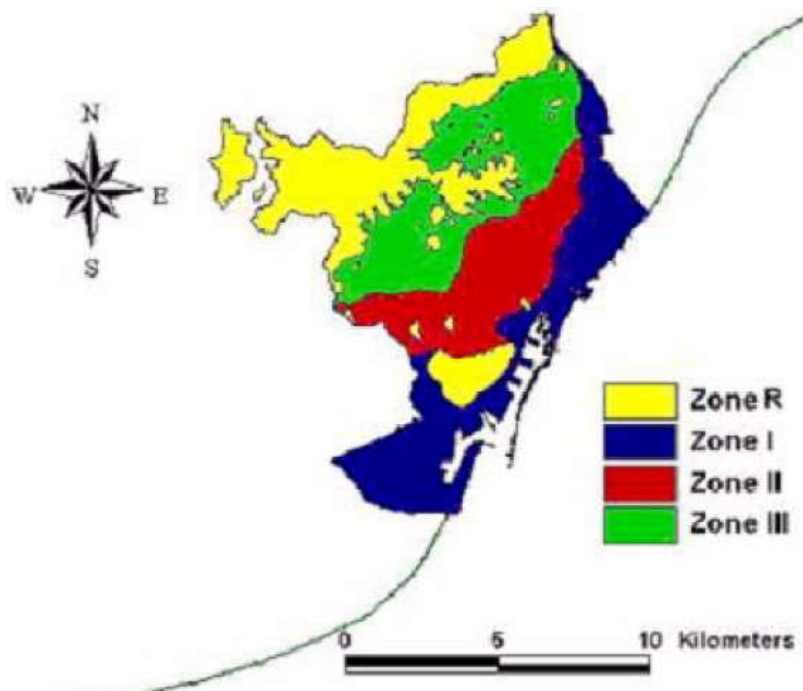 N
W E
S
Zone R
Zone I
Zone II
Zone III
0 5 10 Kilometers